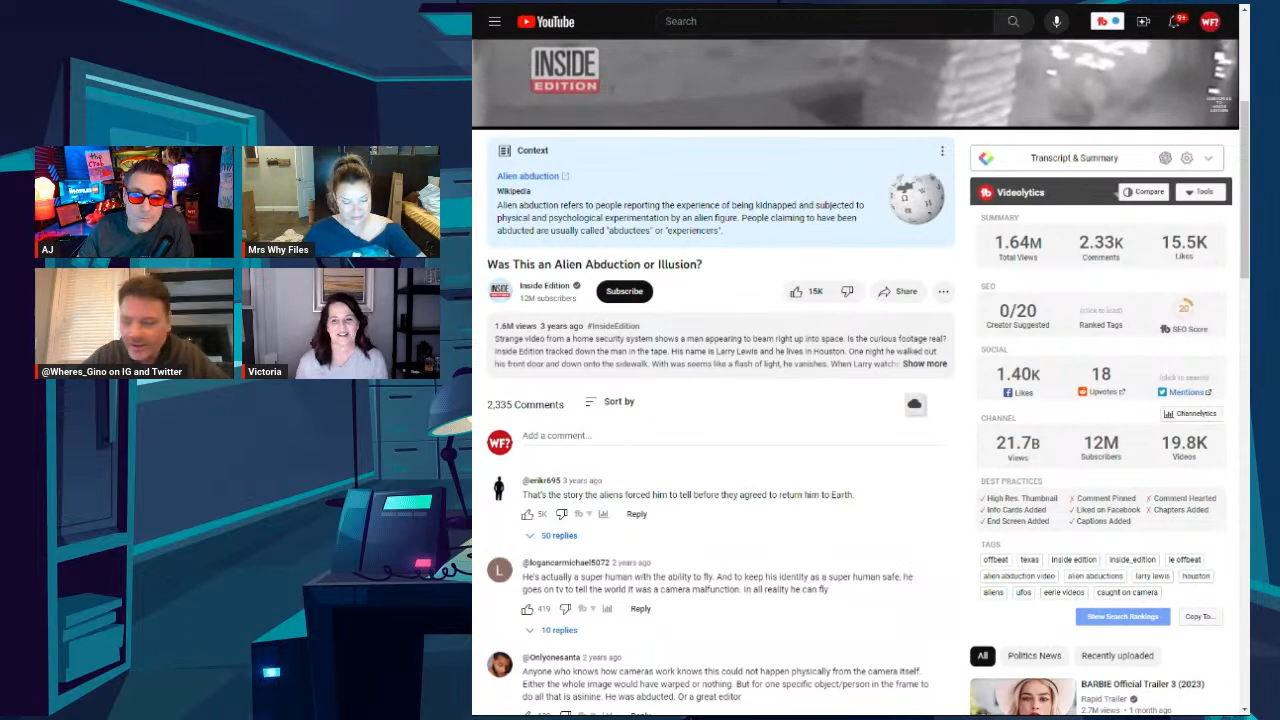 YouTube
Search
9+
WF?
INSIDE
EDITION
SUBSCRIBE
TO
INSIDE
EDITION
the
AJ
Mrs Why Files
@Wheres_Gino on IG and Twitter
Victoria
Context
Alien abduction
Wikipedia
Alien abduction refers to people reporting the experience of being kidnapped and subjected to
physical and psychological experimentation by an alien figure. People claiming to have been
abducted are usually called "abductees" or "experiencers".
Was This an Alien Abduction or Illusion?
INSIDE
Inside Edition
12M subscribers
Subscribe
15K
Share
1.6M views 3 years ago #InsideEdition
Strange video from a home security system shows a man appearing to beam right up into space. Is the curious footage real?
Inside Edition tracked down the man in the tape. His name is Larry Lewis and he lives in Houston. One night he walked out
his front door and down onto the sidewalk. With was seems like a flash of light, he vanishes. When Larry watch Show more
2,335 Comments
Sort by
WF?
Add a comment...
@erikr695 3 years ago
That's the story the aliens forced him to tell before they agreed to return him to Earth.
5K
Reply
50 replies
L
@logancarmichael5072 2 years ago
He's actually a super human with the ability to fly. And to keep his identity as a super human safe, he
goes on tv to tell the world it was a camera malfunction. In all reality he can fly
419
Reply
10 replies
@Onlyonesanta 2 years ago
Anyone who knows how cameras work knows this could not happen physically from the camera itself.
Either the whole image would have warped or nothing. But for one specific object/person in the frame to
do all that is asinine. He was abducted. Or a great editor
Transcript & Summary
Videolytics
Compare
Tools
SUMMARY
1.64M 2.33K 15.5K
Total Views Comments Likes
SEO
0/20 (click to load) 20
Creator Suggested Ranked Tags SEO Score
SOCIAL
1.40K 18 (click to search)
Likes Upvotes Mentions
CHANNEL
Channelytics
21.7B 12M 19.8K
Views Subscribers Videos
BEST PRACTICES
✓ High Res. Thumbnail ✗ Comment Pinned ✗ Comment Hearted
✓ Info Cards Added ✓ Liked on Facebook ✗ Chapters Added
✓ End Screen Added ✓ Captions Added
TAGS
offbeat texas inside edition inside_edition ie offbeat
alien abduction video alien abductions larry lewis houston
aliens ufos eerie videos caught on camera
Show Search Rankings
Copy To...
All
Politics News
Recently uploaded
BARBIE Official Trailer 3 (2023)
Rapid Trailer
2.7M views • 1 month ago